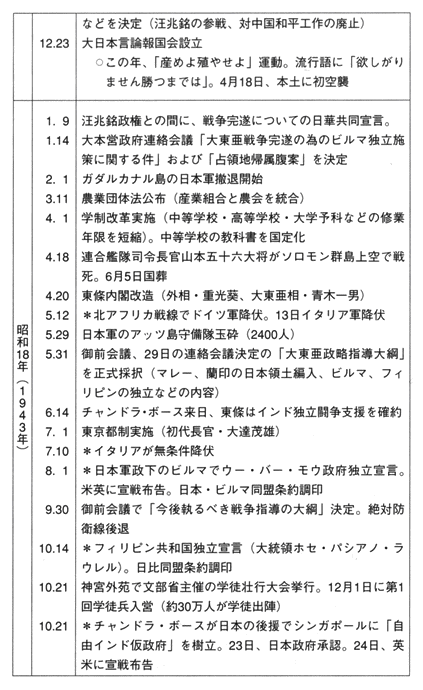 などを決定（汪兆銘の参戦、対中国和平工作の廃止）
12.23 大日本言論報国会設立
○この年、「産めよ殖やせよ」運動。流行語に「欲しがり
ません勝つまでは」。4月18日、本土に初空襲
昭和18年（1943年）
1. 9 汪兆銘政権との間に、戦争完遂についての日華共同宣言。
1.14 大本営政府連絡会議「大東亜戦争完遂の為のビルマ独立施
策に関する件」および「占領地帰属腹案」を決定
2. 1 ガダルカナル島の日本軍撤退開始
3.11 農業団体法公布（産業組合と農会を統合）
4. 1 学制改革実施（中等学校・高等学校・大学予科などの修業
年限を短縮）。中等学校の教科書を国定化
4.18 連合艦隊司令長官山本五十六大将がソロモン群島上空で戦
死。6月5日国葬
4.20 東條内閣改造（外相・重光葵、大東亜相・青木一男）
5.12 ＊北アフリカ戦線でドイツ軍降伏。13日イタリア軍降伏
5.29 日本軍のアッツ島守備隊玉砕（2400人）
5.31 御前会議、29日の連絡会議決定の「大東亜政略指導大綱」
を正式採択（マレー、蘭印の日本領土編入、ビルマ、フィ
リピンの独立などの内容）
6.14 チャンドラ・ボース来日、東條はインド独立闘争支援を確約
7. 1 東京都制実施（初代長官・大達茂雄）
7.10 ＊イタリアが無条件降伏
8. 1 ＊日本軍政下のビルマでウー・バー・モウ政府独立宣言。
米英に宣戦布告。日本・ビルマ同盟条約調印
9.30 御前会議で「今後執るべき戦争指導の大綱」決定。絶対防
衛線後退
10.14 ＊フィリピン共和国独立宣言（大統領ホセ・パシアノ・ラ
ウレル）。日比同盟条約調印
10.21 神宮外苑で文部省主催の学徒壮行大会挙行。12月1日に第1
回学徒兵入営（約30万人が学徒出陣）
10.21 ＊チャンドラ・ボースが日本の後援でシンガポールに「自
由インド仮政府」を樹立。23日、日本政府承認。24日、英
米に宣戦布告